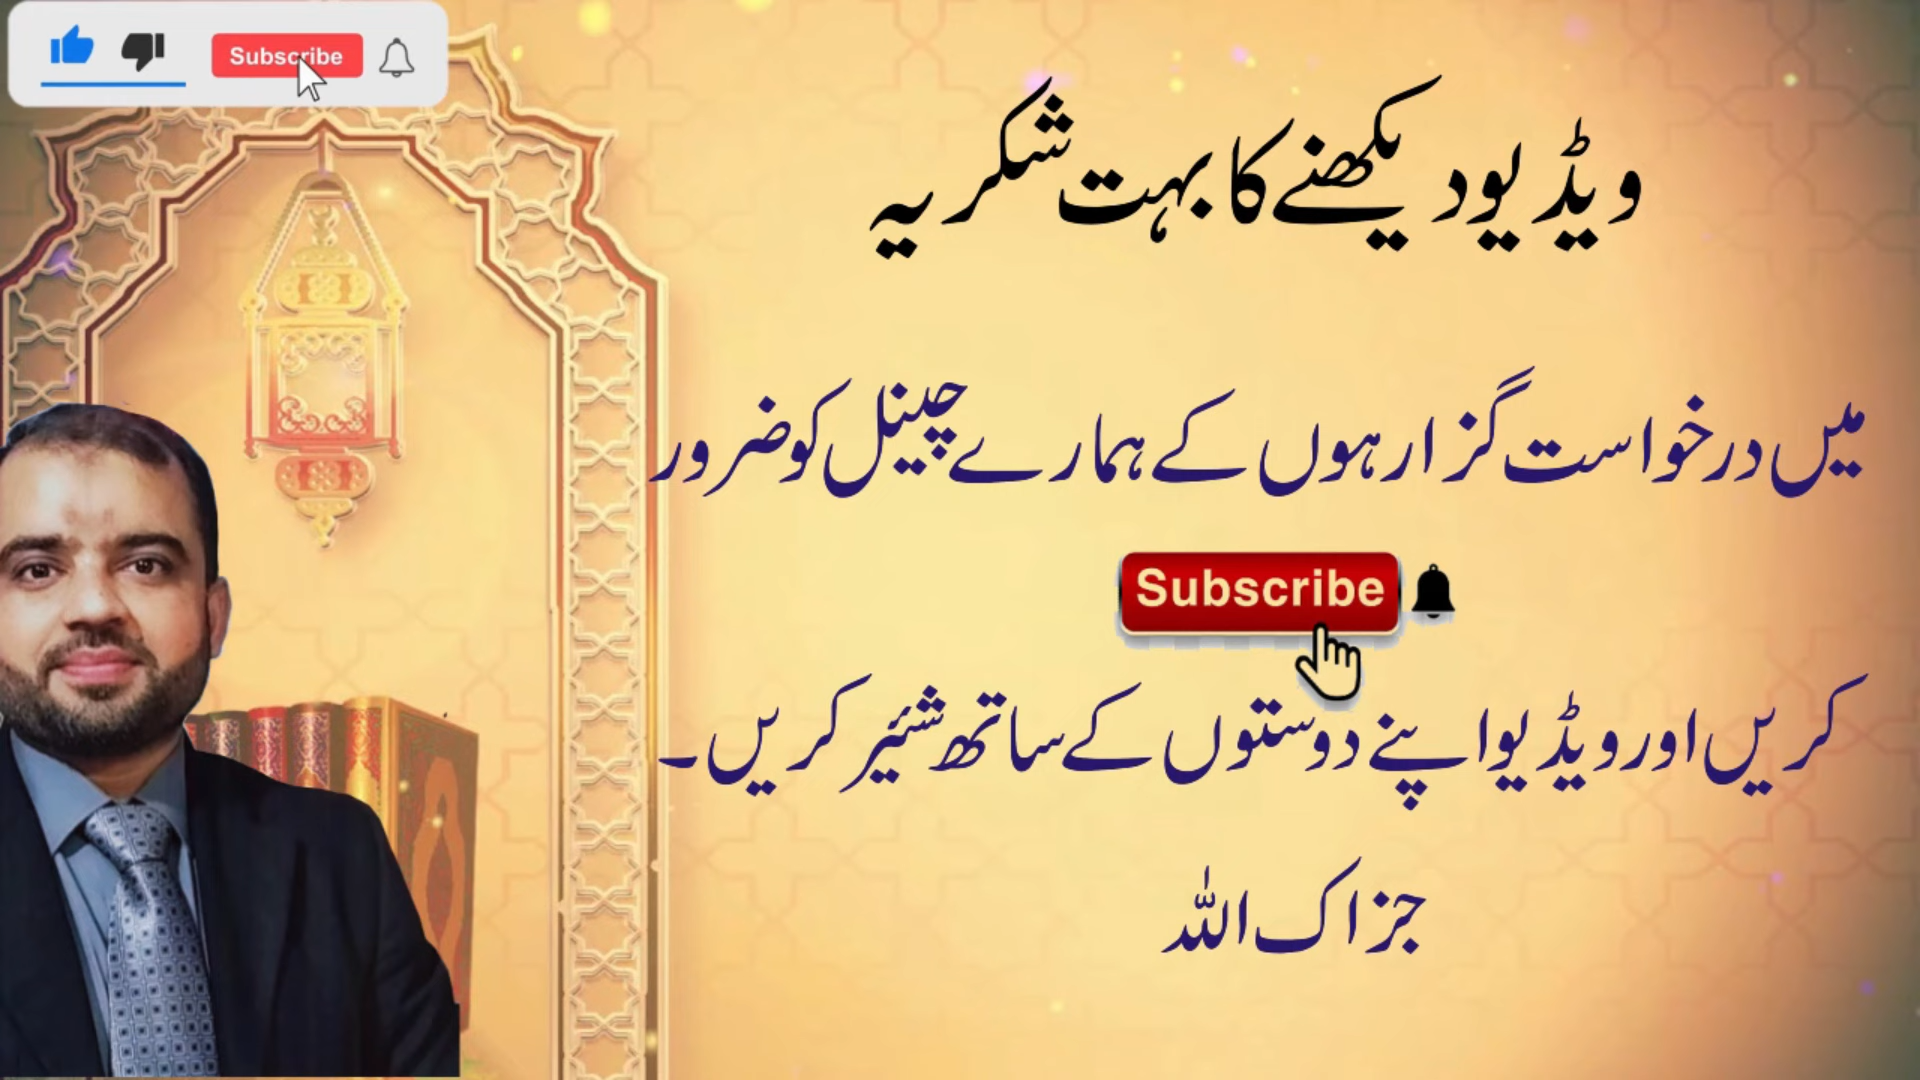 Subscribe
ویڈیو دیکھنے کا بہت شکریہ
میں درخواست گزار ہوں کے ہمارے چینل کو ضرور
Subscribe
کریں اور ویڈیو اپنے دوستوں کے ساتھ شئیر کریں۔
جزاک اللہ